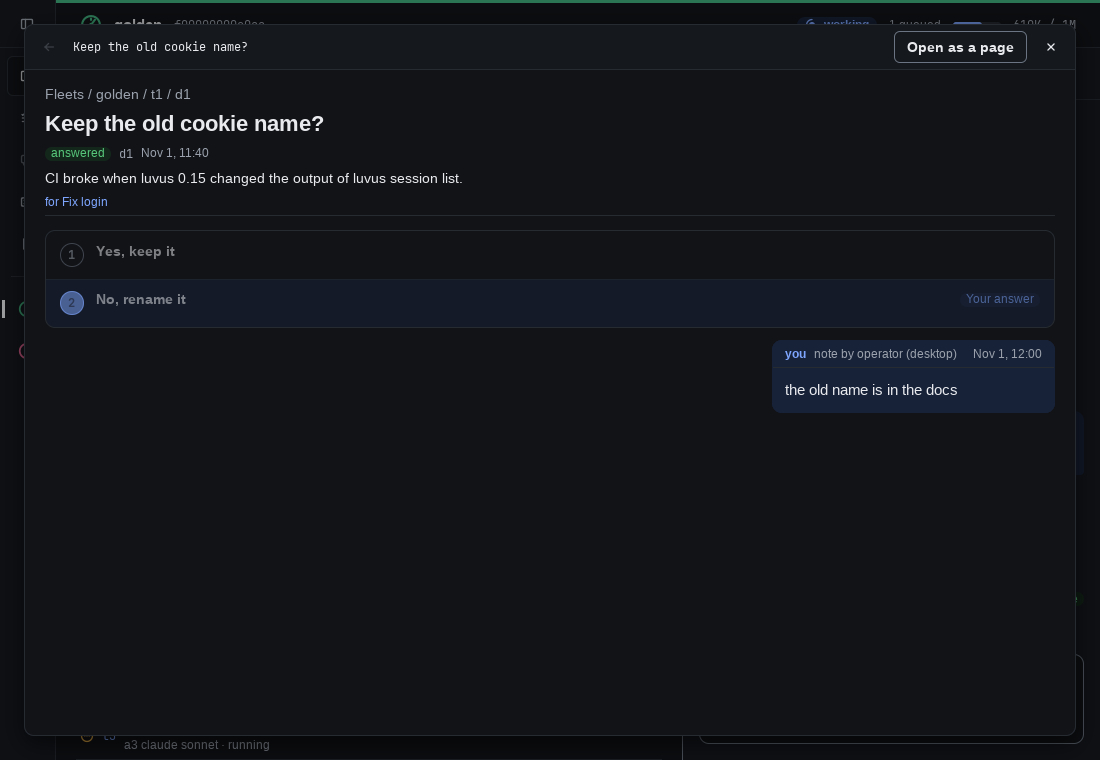 Keep the old cookie name?
Open as a page
Fleets / golden / t1 / d1
Keep the old cookie name?
answered d1 Nov 1, 11:40
CI broke when luvus 0.15 changed the output of luvus session list.
for Fix login
1 Yes, keep it
2 No, rename it Your answer
you note by operator (desktop) Nov 1, 12:00
the old name is in the docs
a3 claude sonnet · running